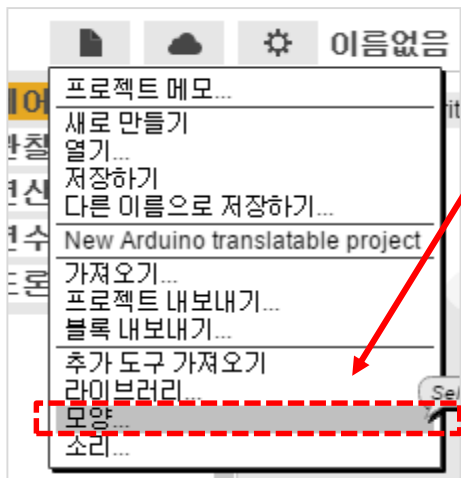 이름없음
프로젝트 메모...
새로 만들기
열기...
저장하기
다른 이름으로 저장하기...
New Arduino translatable project
가져오기...
프로젝트 내보내기...
블록 내보내기...
추가 도구 가져오기
라이브러리...
모양...
소리...